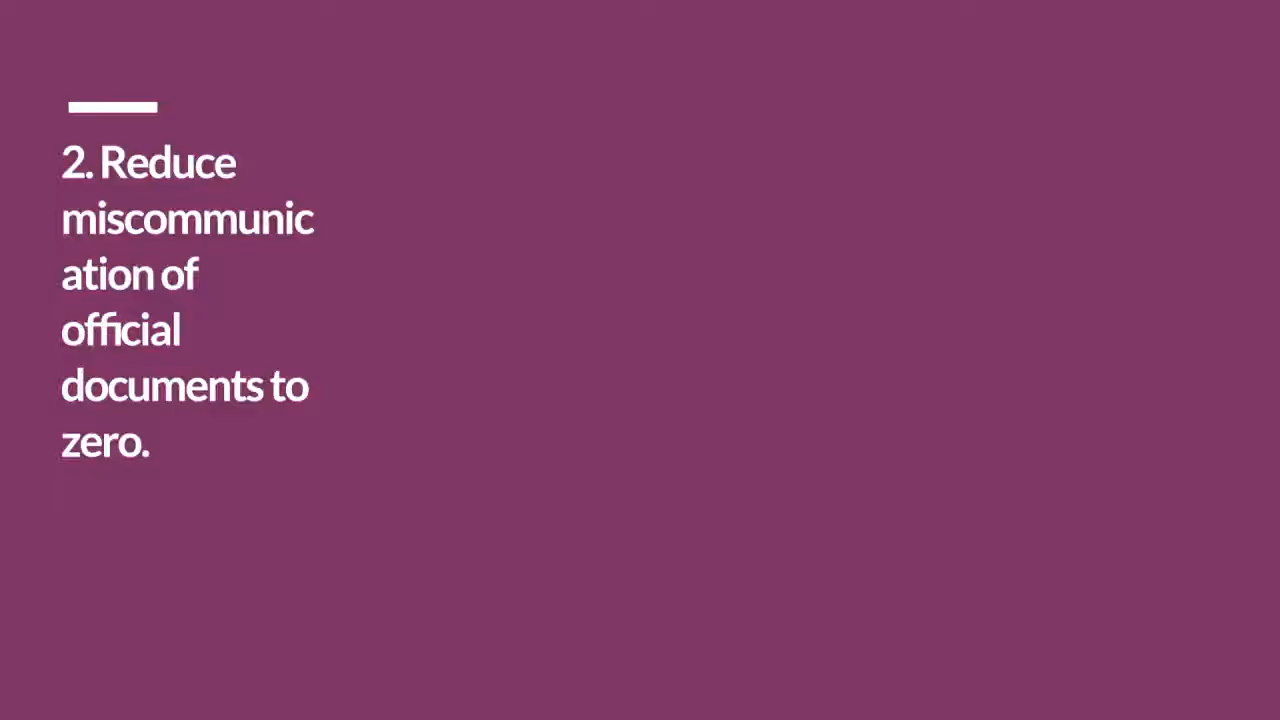 2. Reduce
miscommunic
ation of
official
documents to
zero.